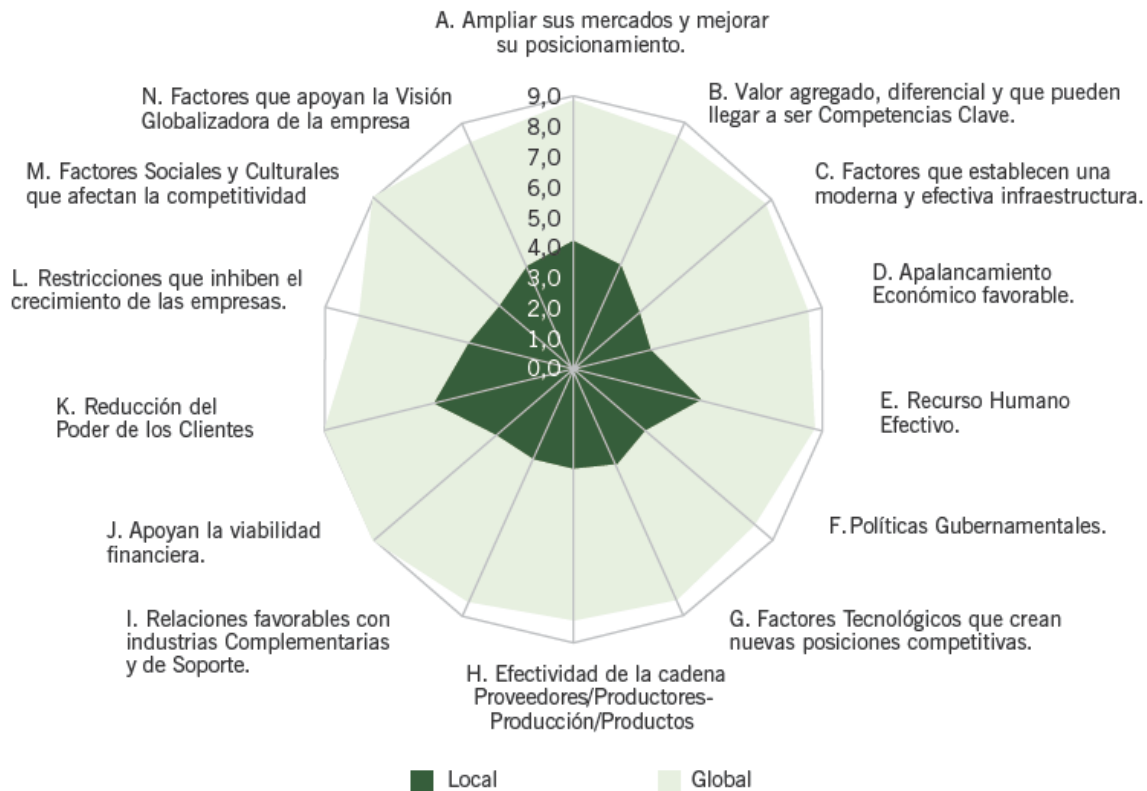 A. Ampliar sus mercados y mejorar
su posicionamiento.
B. Valor agregado, diferencial y que pueden
llegar a ser Competencias Clave.
C. Factores que establecen una
moderna y efectiva infraestructura.
D. Apalancamiento
Económico favorable.
E. Recurso Humano
Efectivo.
F. Políticas Gubernamentales.
G. Factores Tecnológicos que crean
nuevas posiciones competitivas.
H. Efectividad de la cadena
Proveedores/Productores-
Producción/Productos
I. Relaciones favorables con
industrias Complementarias
y de Soporte.
J. Apoyan la viabilidad
financiera.
K. Reducción del
Poder de los Clientes
L. Restricciones que inhiben el
crecimiento de las empresas.
M. Factores Sociales y Culturales
que afectan la competitividad
N. Factores que apoyan la Visión
Globalizadora de la empresa
9,0
8,0
7,0
6,0
5,0
4,0
3,0
2,0
1,0
0,0
Local
Global